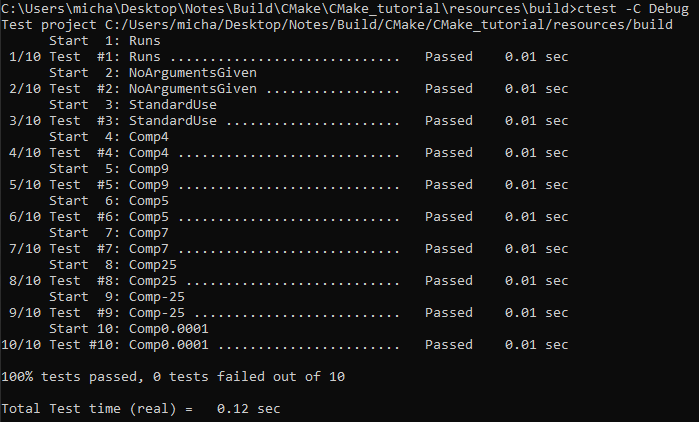 C:\Users\micha\Desktop\Notes\Build\CMake\CMake_tutorial\resources\build>ctest -C Debug
Test project C:/Users/micha/Desktop/Notes/Build/CMake/CMake_tutorial/resources/build
      Start  1: Runs
 1/10 Test  #1: Runs .............................   Passed    0.01 sec
      Start  2: NoArgumentsGiven
 2/10 Test  #2: NoArgumentsGiven .................   Passed    0.01 sec
      Start  3: StandardUse
 3/10 Test  #3: StandardUse ......................   Passed    0.01 sec
      Start  4: Comp4
 4/10 Test  #4: Comp4 ............................   Passed    0.01 sec
      Start  5: Comp9
 5/10 Test  #5: Comp9 ............................   Passed    0.01 sec
      Start  6: Comp5
 6/10 Test  #6: Comp5 ............................   Passed    0.01 sec
      Start  7: Comp7
 7/10 Test  #7: Comp7 ............................   Passed    0.01 sec
      Start  8: Comp25
 8/10 Test  #8: Comp25 ...........................   Passed    0.01 sec
      Start  9: Comp-25
 9/10 Test  #9: Comp-25 ..........................   Passed    0.01 sec
      Start 10: Comp0.0001
10/10 Test #10: Comp0.0001 .......................   Passed    0.01 sec

100% tests passed, 0 tests failed out of 10

Total Test time (real) =   0.12 sec